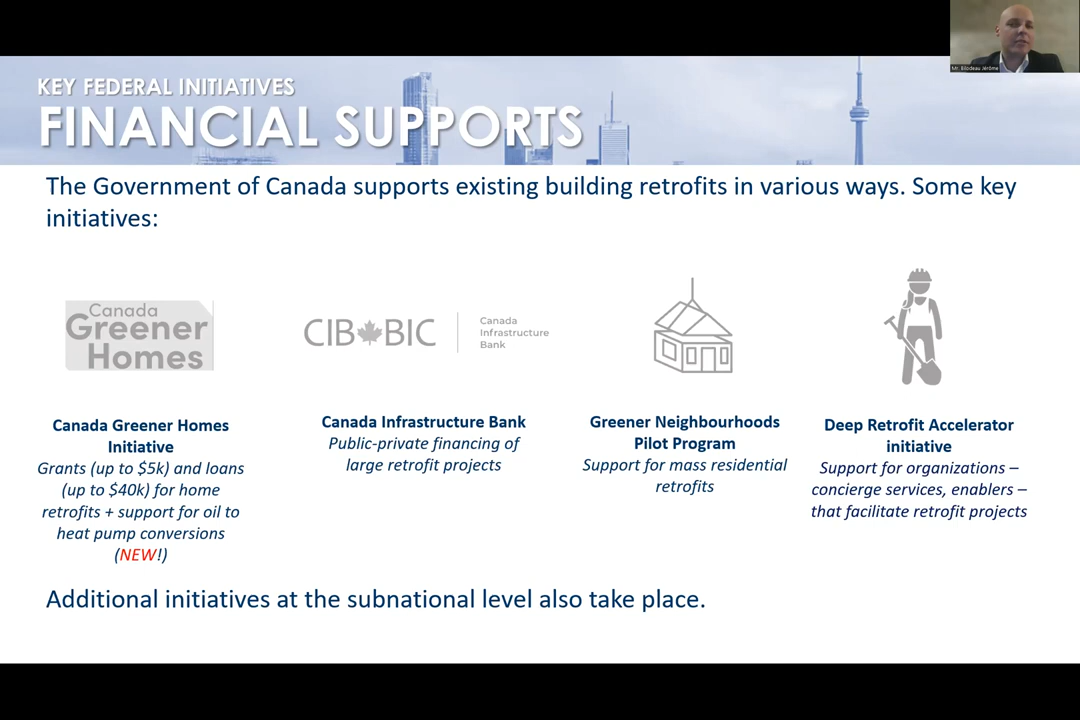 Mr. Bilodeau Jérôme
KEY FEDERAL INITIATIVES
FINANCIAL SUPPORTS
The Government of Canada supports existing building retrofits in various ways. Some key
initiatives:
Canada
Greener
Homes
CIB BIC
Canada
Infrastructure
Bank
Canada Greener Homes
Initiative
Grants (up to $5k) and loans
(up to $40k) for home
retrofits + support for oil to
heat pump conversions
(NEW!)
Canada Infrastructure Bank
Public-private financing of
large retrofit projects
Greener Neighbourhoods
Pilot Program
Support for mass residential
retrofits
Deep Retrofit Accelerator
initiative
Support for organizations –
concierge services, enablers –
that facilitate retrofit projects
Additional initiatives at the subnational level also take place.